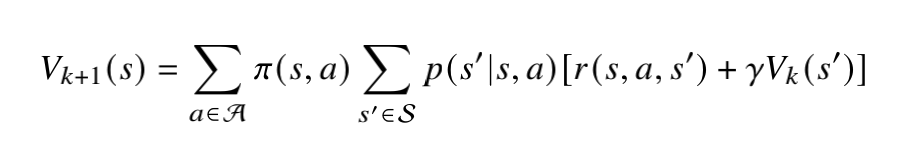 V_{k+1}(s) = \sum_{a \in \mathcal{A}} \pi(s, a) \sum_{s' \in \mathcal{S}} p(s'|s, a)[r(s, a, s') + \gamma V_k(s')]